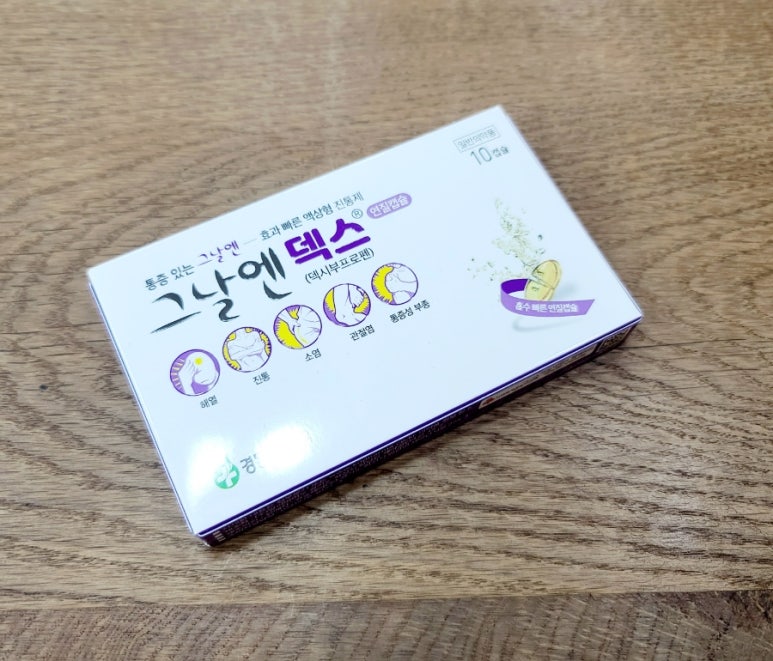 일반의약품
10캡슐
통증 있는 그날엔 — 효과 빠른 액상형 진통제
그날엔 덱스® 연질캡슐
(덱시부프로펜)
흡수 빠른 연질캡슐
해열
진통
소염
관절염
통증성 부종
경